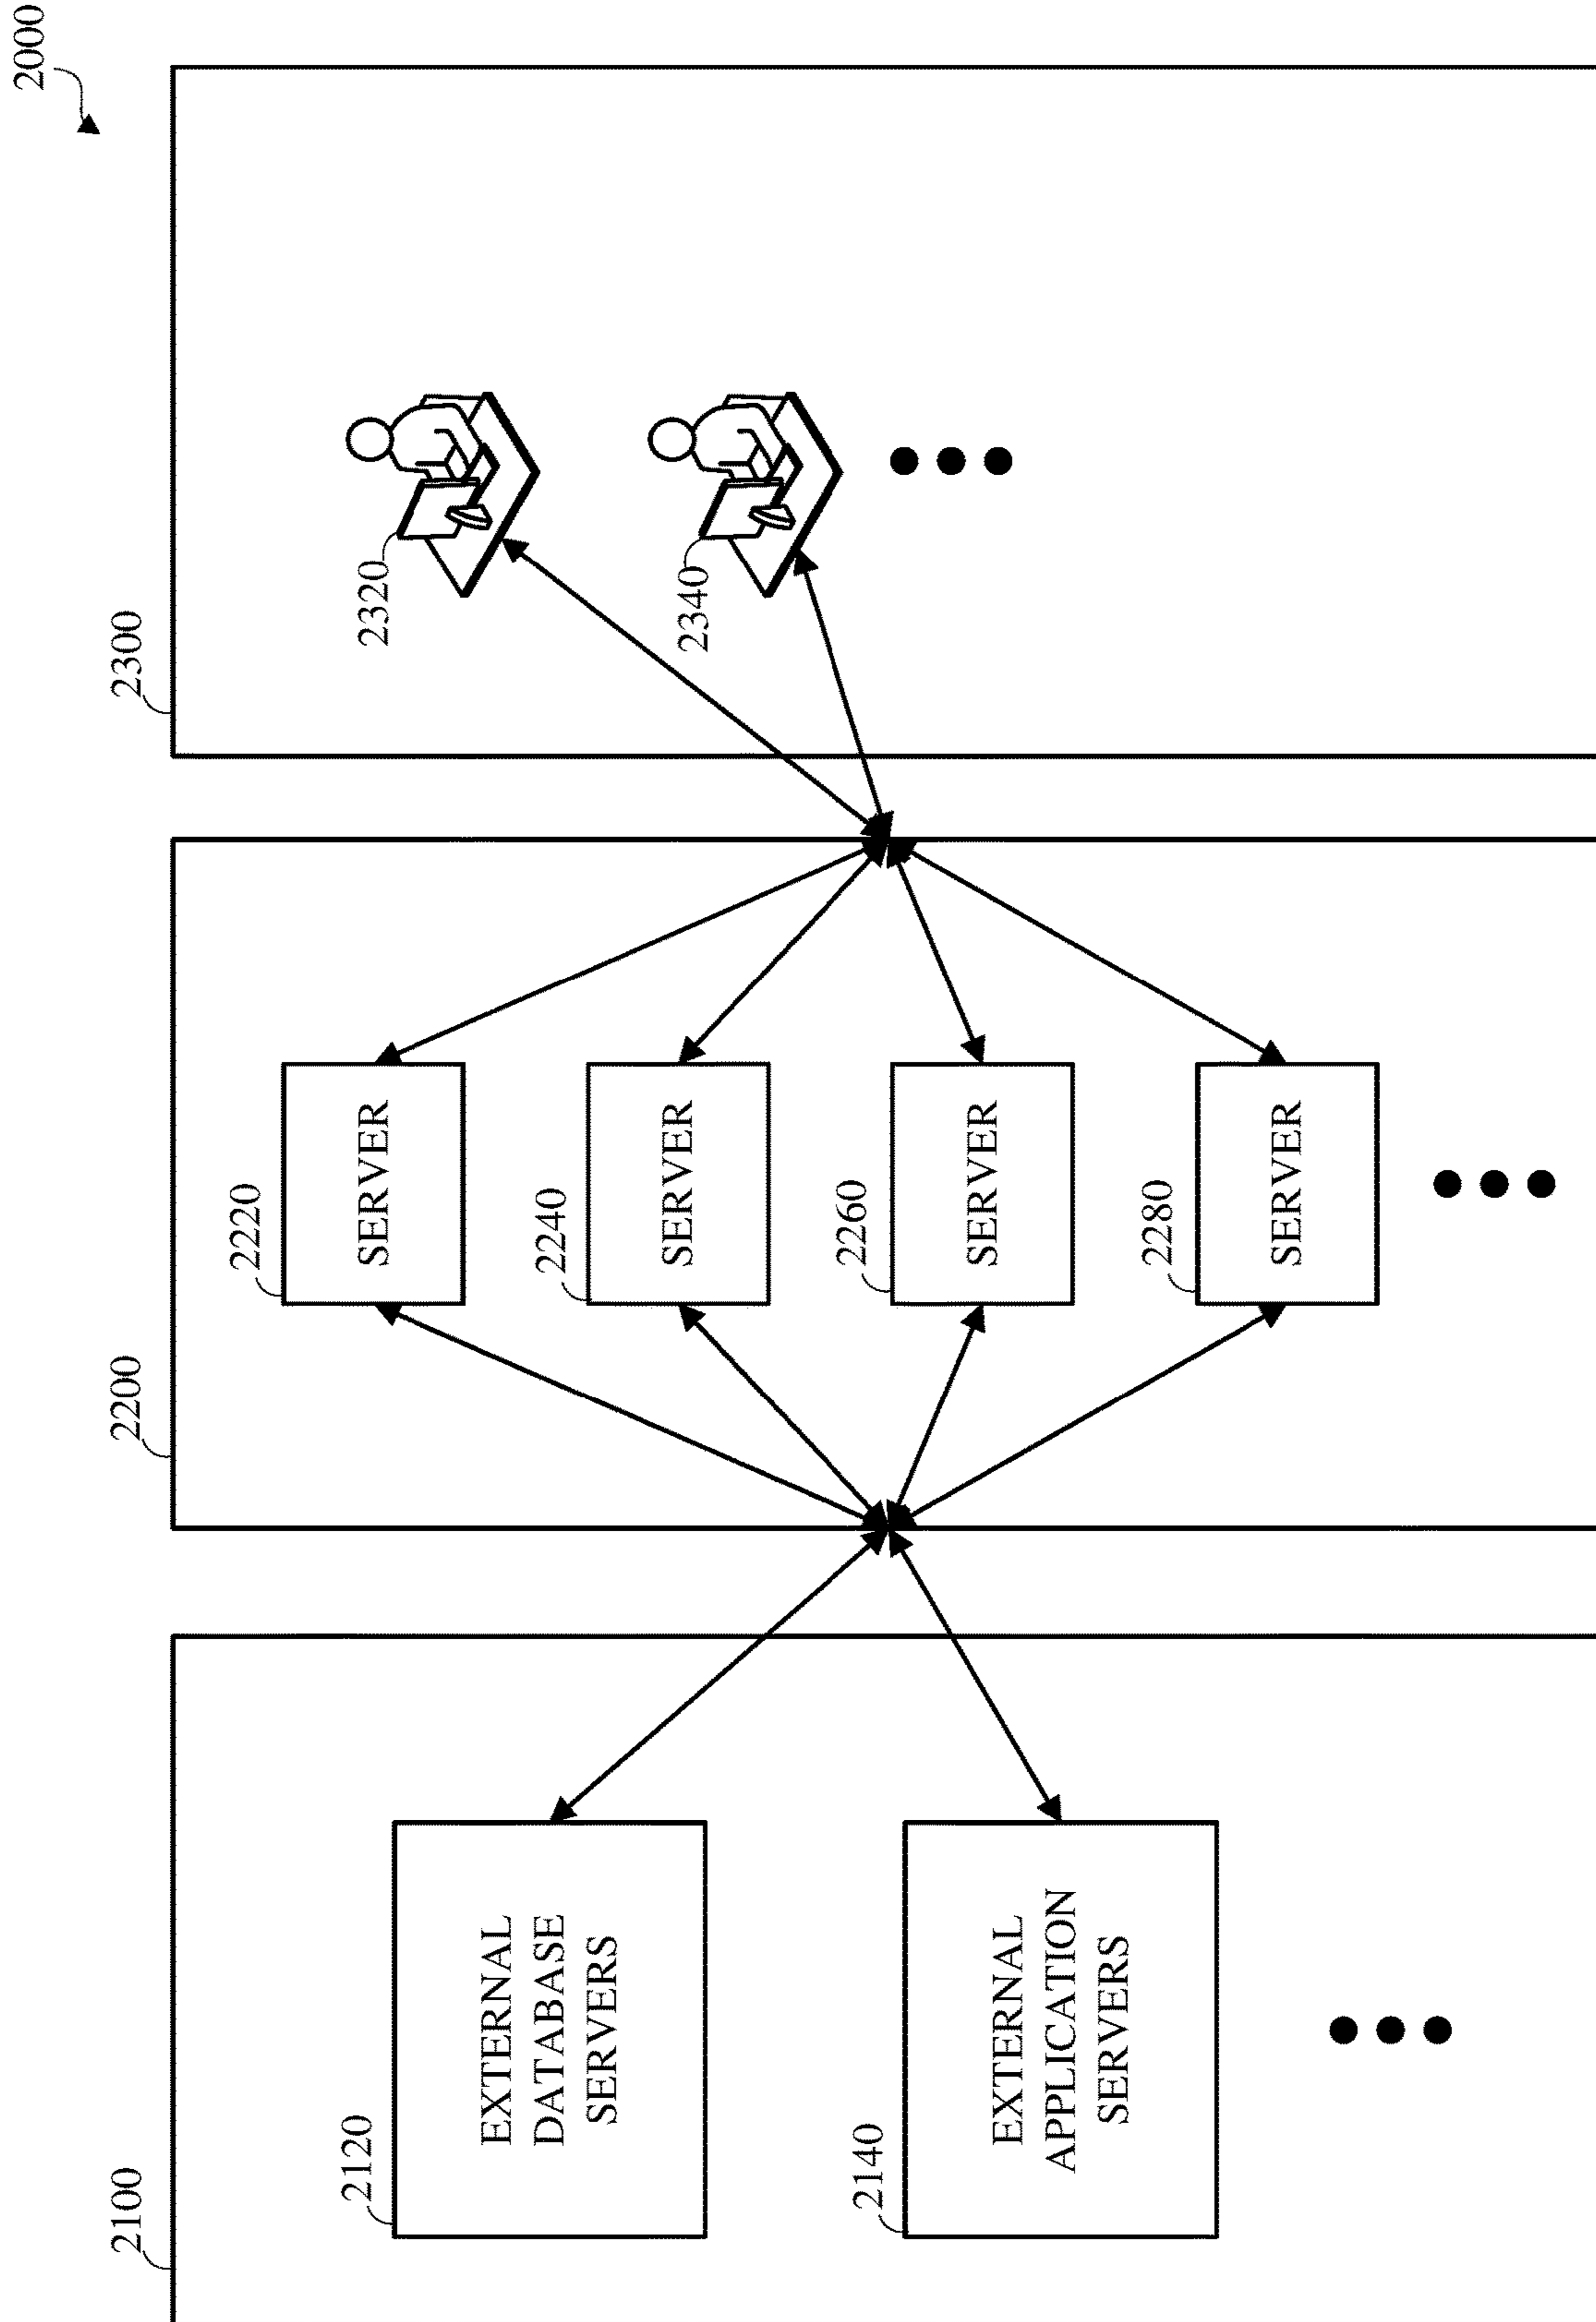 2000
2100
2200
2300
2120
EXTERNAL
DATABASE
SERVERS
2140
EXTERNAL
APPLICATION
SERVERS
2220
SERVER
2240
SERVER
2260
SERVER
2280
SERVER
2320
2340